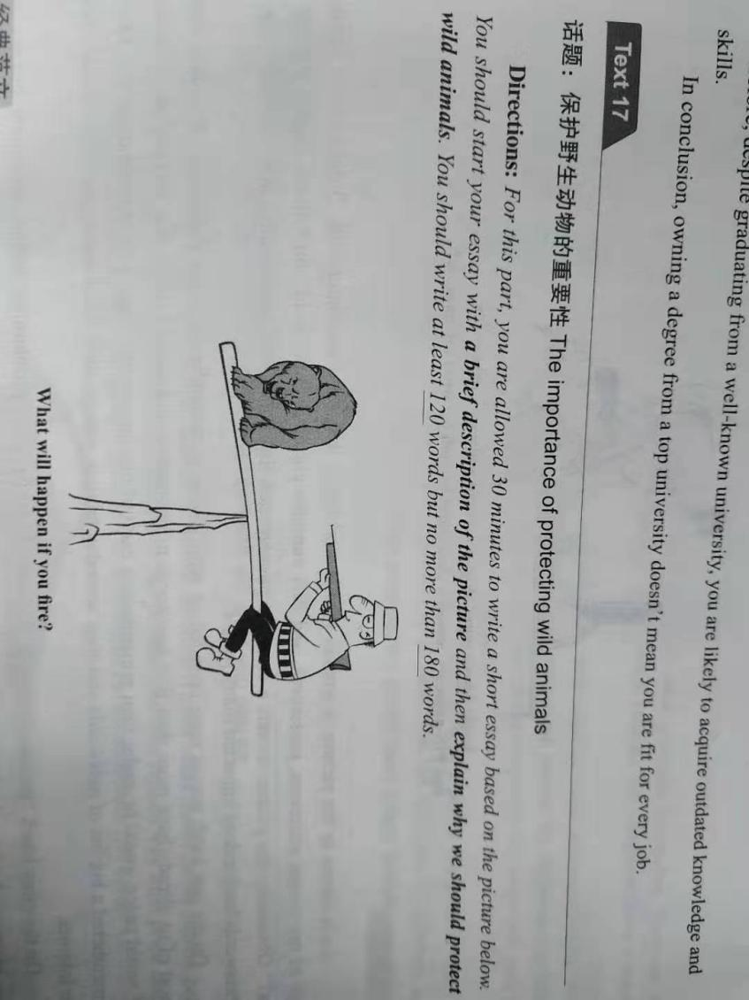 despite graduating from a well-known university, you are likely to acquire outdated knowledge and
skills.
In conclusion, owning a degree from a top university doesn't mean you are fit for every job.
Text 17
话题：保护野生动物的重要性 The importance of protecting wild animals
Directions: For this part, you are allowed 30 minutes to write a short essay based on the picture below.
You should start your essay with a brief description of the picture and then explain why we should protect
wild animals. You should write at least 120 words but no more than 180 words.
What will happen if you fire?
经典范文